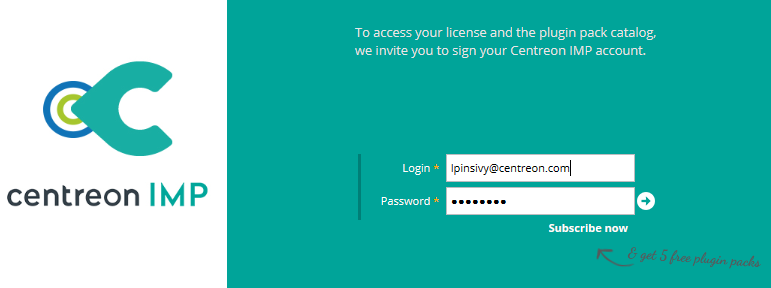 To access your license and the plugin pack catalog,
we invite you to sign your Centreon IMP account.
centreon IMP
Login * lpinsivy@centreon.com
Password * ••••••••
Subscribe now
& get 5 free plugin packs